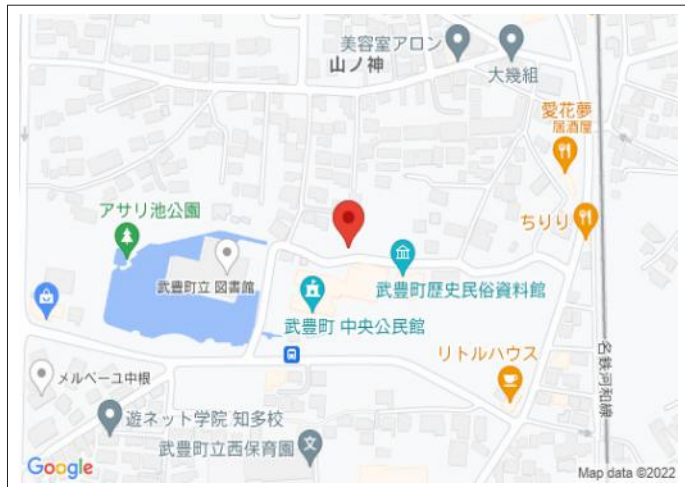 美容室アロン
山ノ神
大幾組
愛花夢
居酒屋
アサリ池公園
ちりり
武豊町立 図書館
武豊町歴史民俗資料館
武豊町 中央公民館
リトルハウス
名鉄河和線
メルベーユ中根
遊ネット学院 知多校
武豊町立西保育園
文
Google
Map data ©2022